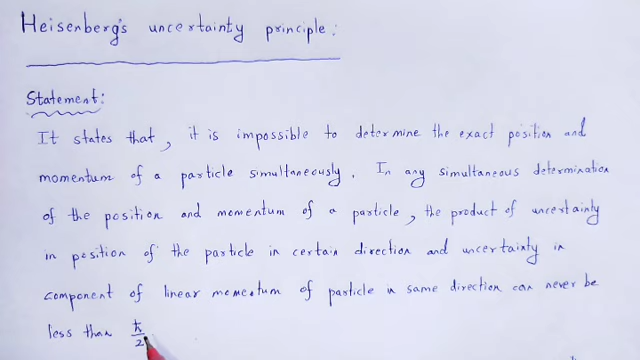 Heisenberg's uncertainty principle:
Statement:
It states that, it is impossible to determine the exact position and
momentum of a particle simultaneously. In any simultaneous determination
of the position and momentum of a particle, the product of uncertainty
in position of the particle in certain direction and uncertainty in
component of linear momentum of particle in same direction can never be
less than ħ/2